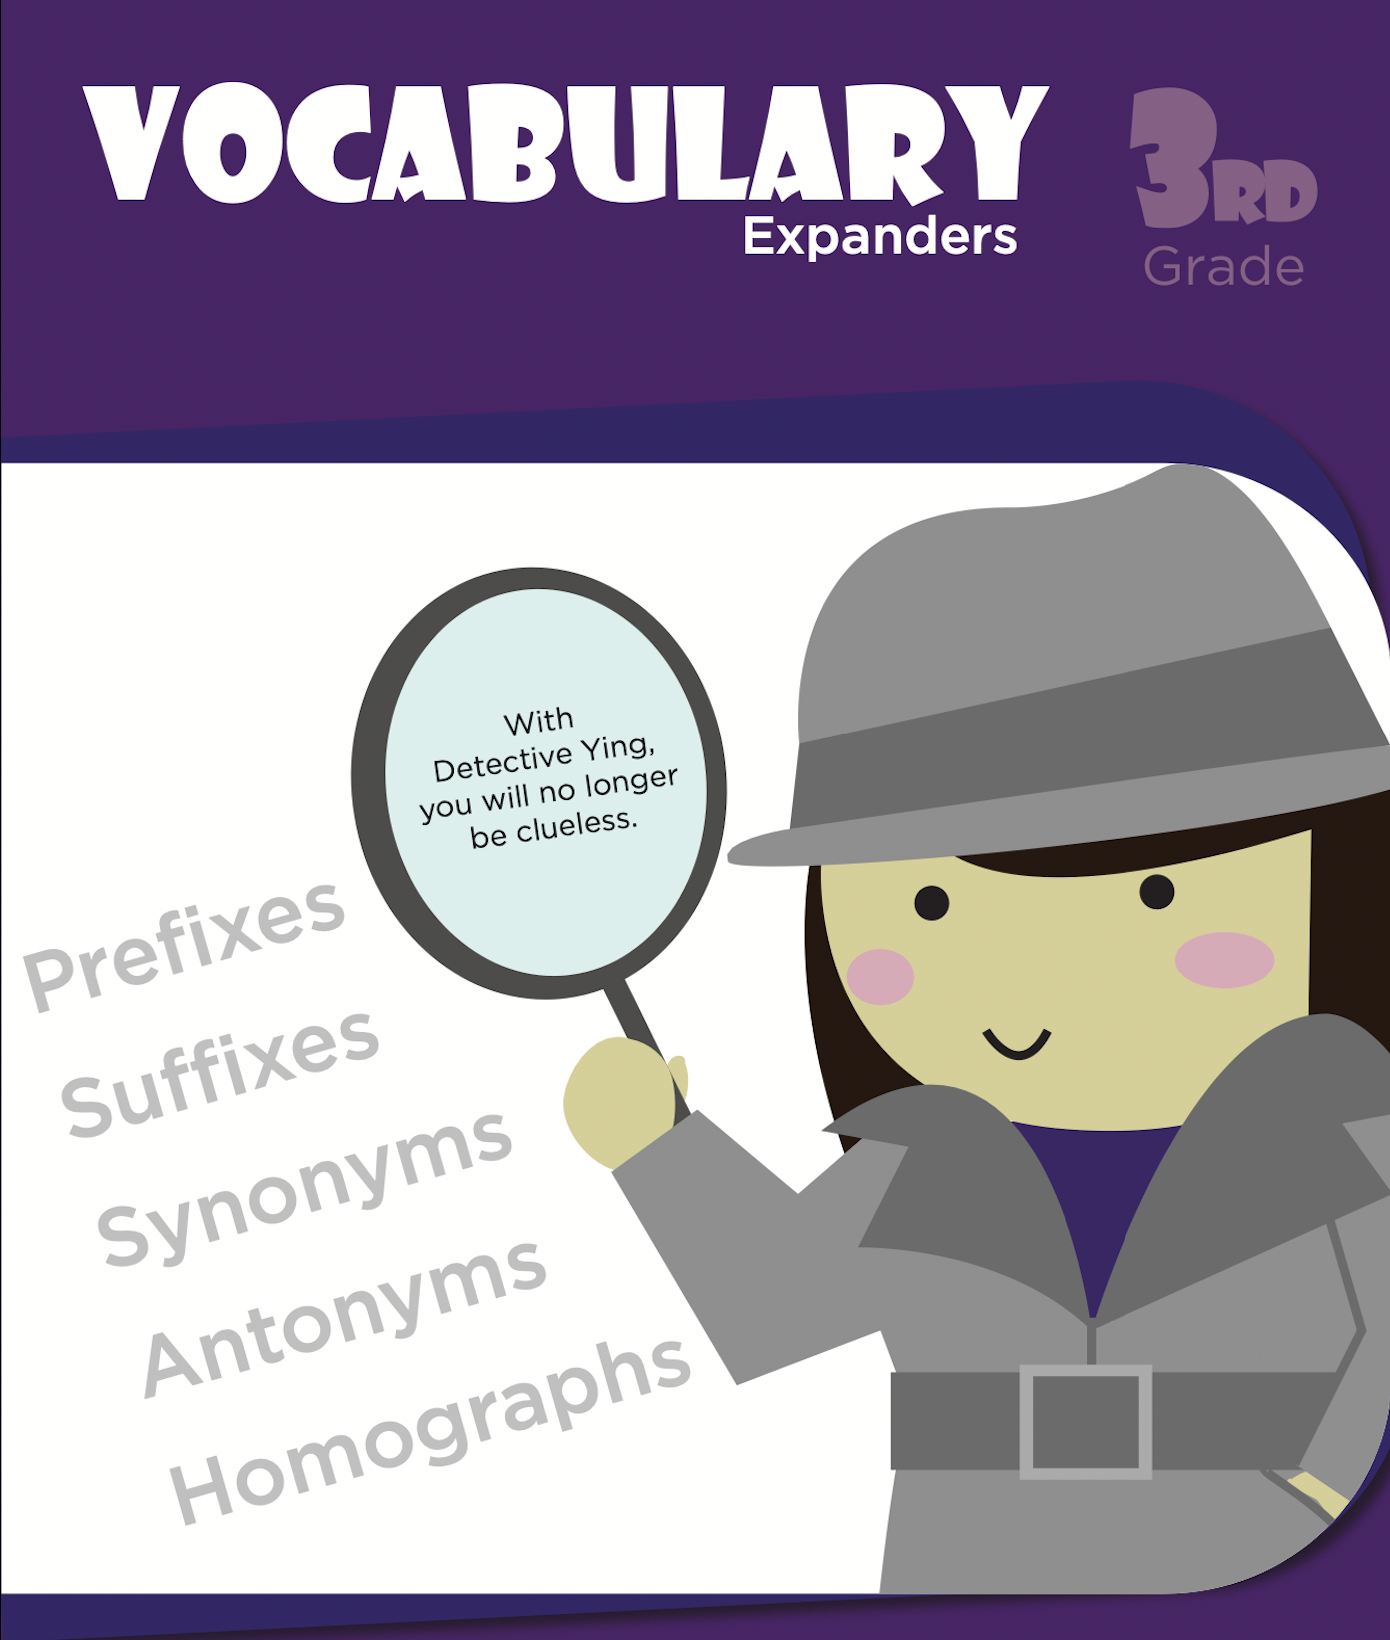 VOCABULARY
Expanders
3RD
Grade
With
Detective Ying,
you will no longer
be clueless.
Prefixes
Suffixes
Synonyms
Antonyms
Homographs